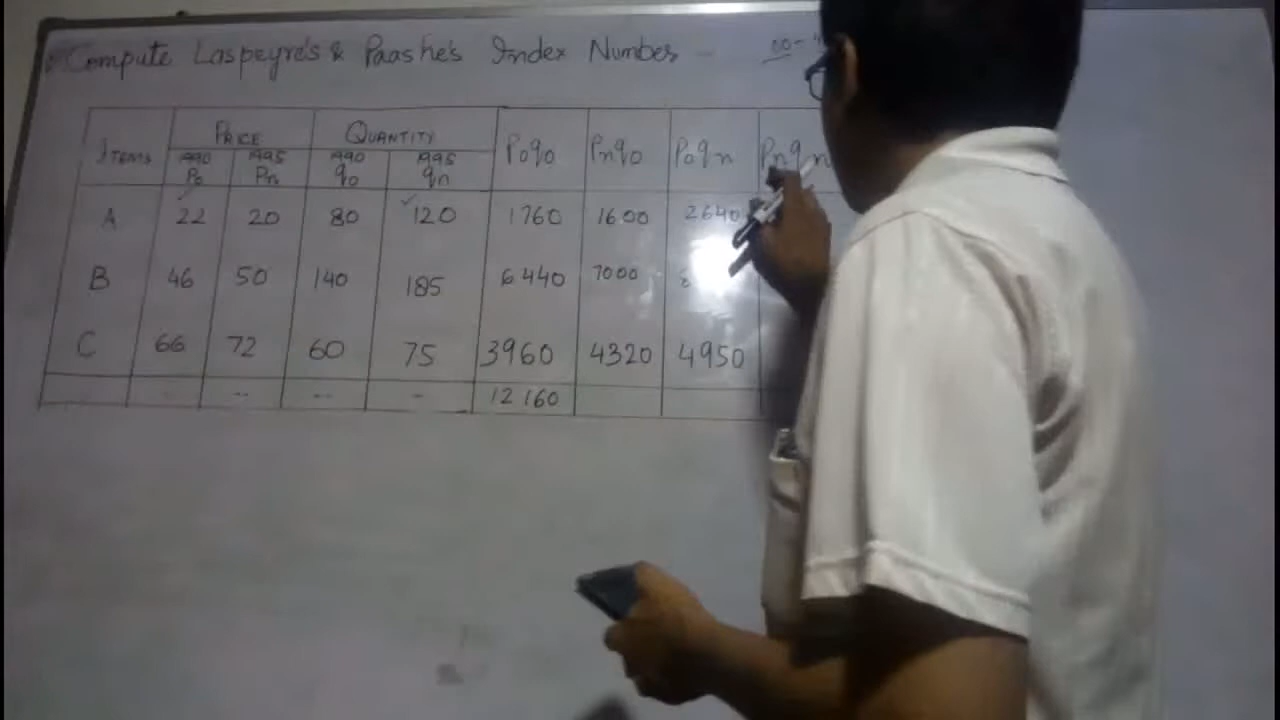 Compute Laspeyre's & Paashe's Index Number
ITEMS PRICE QUANTITY P0q0 Pnq0 P0qn Pnqn
1990 1995 1990 1995
P0 Pn q0 qn
A 22 20 80 120 1760 1600 2640
B 46 50 140 185 6440 7000
C 66 72 60 75 3960 4320 4950
12160